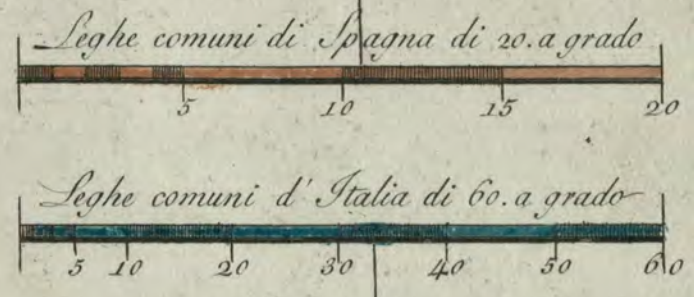 Leghe comuni di Spagna di 20. a grado
5 10 15 20
Leghe comuni d' Italia di 60. a grado
5 10 20 30 40 50 60